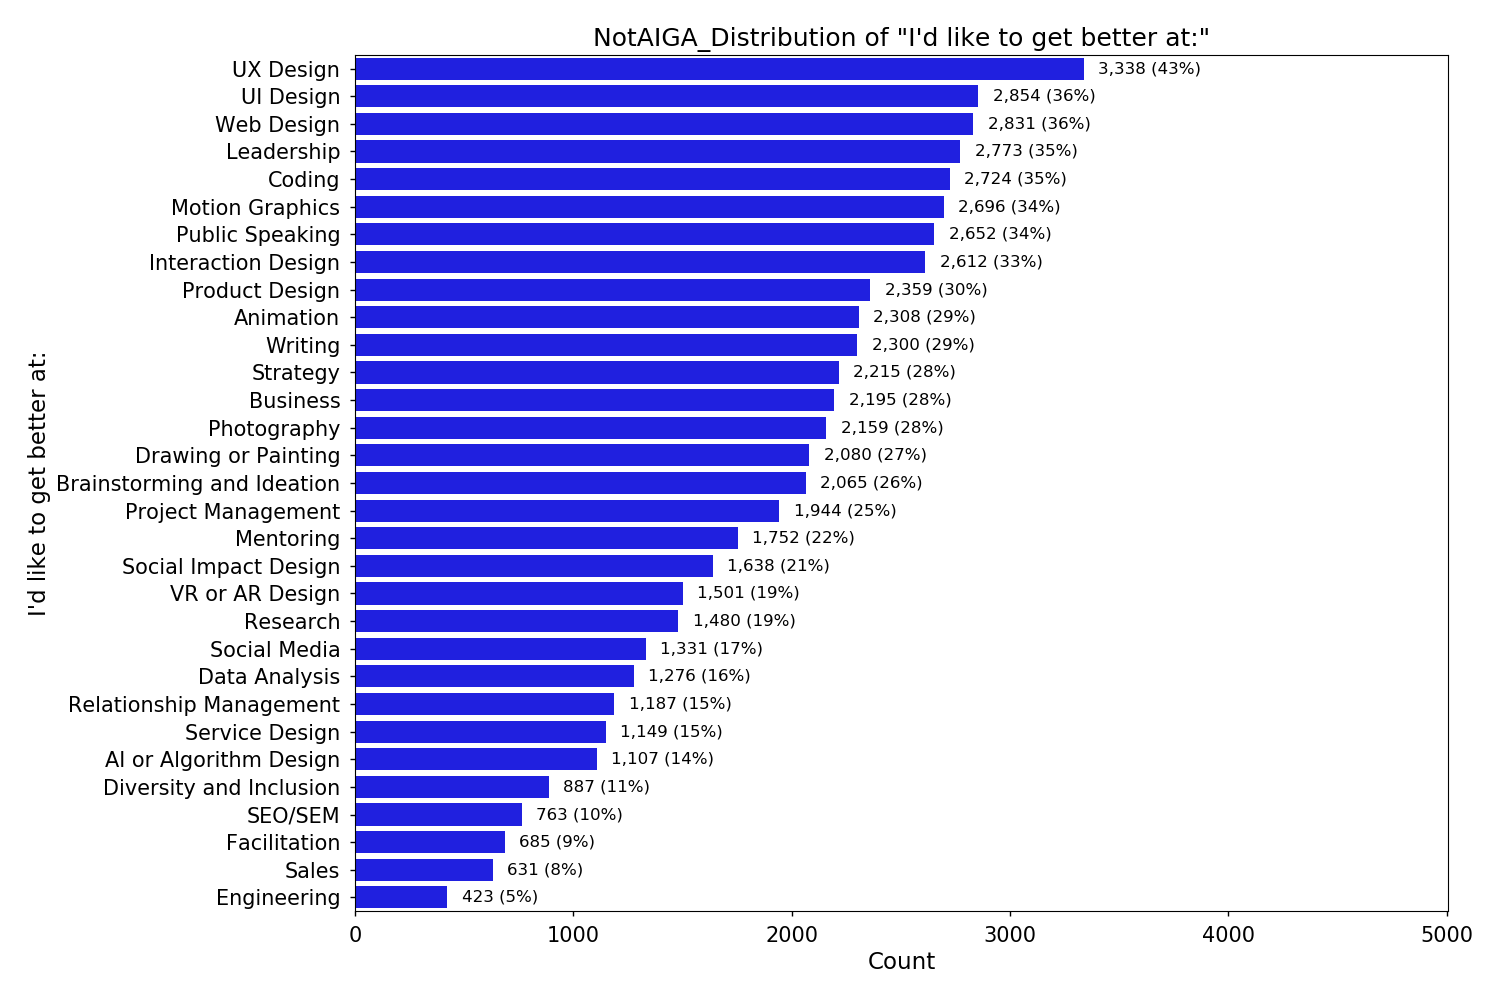 NotAIGA_Distribution of "I'd like to get better at:"
I'd like to get better at:
UX Design 3,338 (43%)
UI Design 2,854 (36%)
Web Design 2,831 (36%)
Leadership 2,773 (35%)
Coding 2,724 (35%)
Motion Graphics 2,696 (34%)
Public Speaking 2,652 (34%)
Interaction Design 2,612 (33%)
Product Design 2,359 (30%)
Animation 2,308 (29%)
Writing 2,300 (29%)
Strategy 2,215 (28%)
Business 2,195 (28%)
Photography 2,159 (28%)
Drawing or Painting 2,080 (27%)
Brainstorming and Ideation 2,065 (26%)
Project Management 1,944 (25%)
Mentoring 1,752 (22%)
Social Impact Design 1,638 (21%)
VR or AR Design 1,501 (19%)
Research 1,480 (19%)
Social Media 1,331 (17%)
Data Analysis 1,276 (16%)
Relationship Management 1,187 (15%)
Service Design 1,149 (15%)
AI or Algorithm Design 1,107 (14%)
Diversity and Inclusion 887 (11%)
SEO/SEM 763 (10%)
Facilitation 685 (9%)
Sales 631 (8%)
Engineering 423 (5%)
0 1000 2000 3000 4000 5000
Count